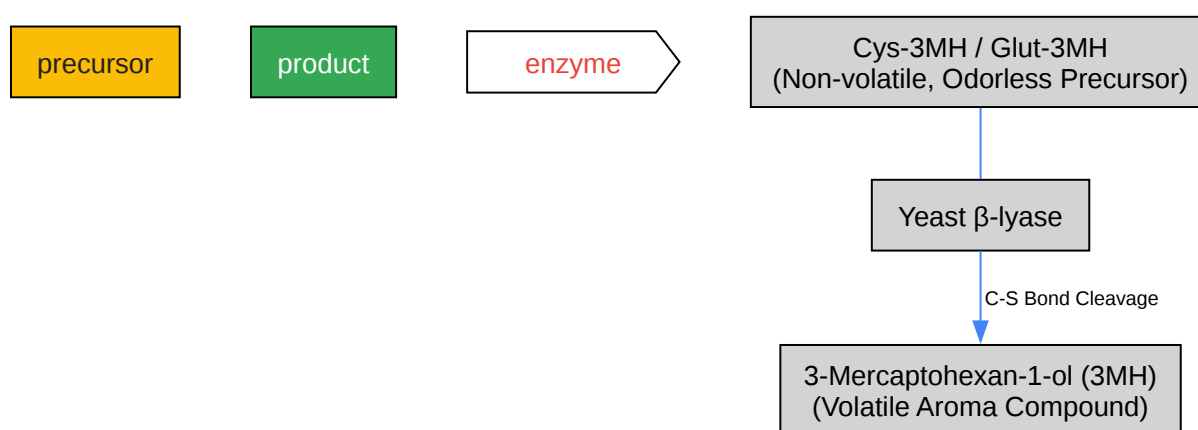 precursor
product
enzyme
Cys-3MH / Glut-3MH
(Non-volatile, Odorless Precursor)
Yeast β-lyase
C-S Bond Cleavage
3-Mercaptohexan-1-ol (3MH)
(Volatile Aroma Compound)